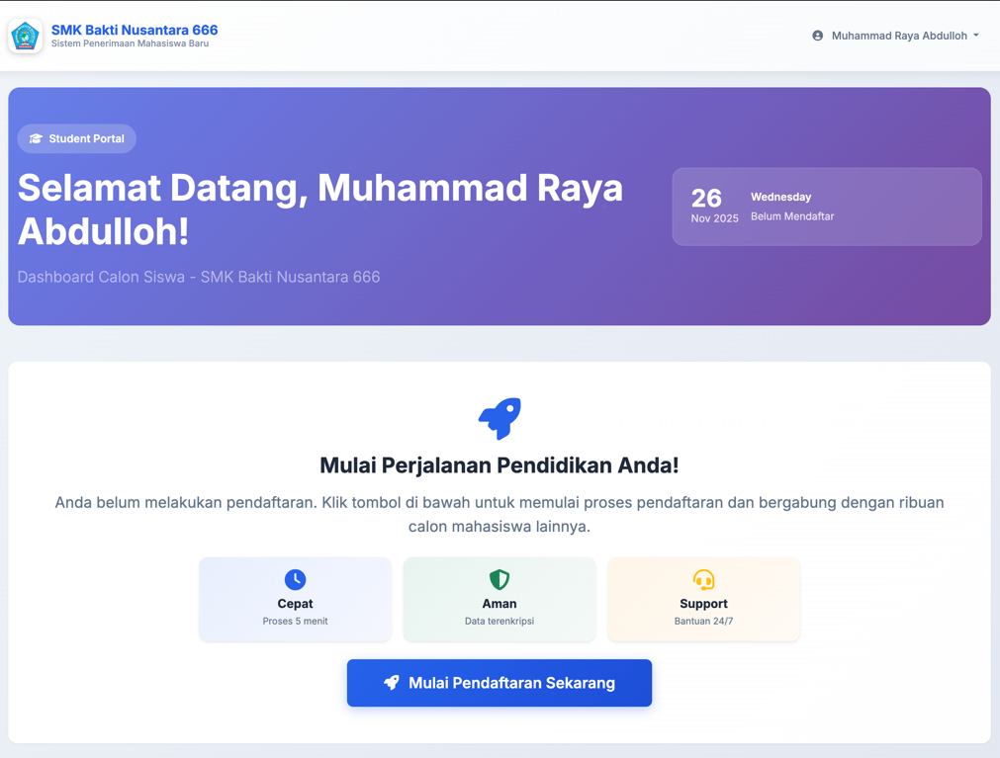 SMK Bakti Nusantara 666
Sistem Penerimaan Mahasiswa Baru
Muhammad Raya Abdulloh
Student Portal
Selamat Datang, Muhammad Raya
Abdulloh!
Dashboard Calon Siswa - SMK Bakti Nusantara 666
26
Nov 2025
Wednesday
Belum Mendaftar
Mulai Perjalanan Pendidikan Anda!
Anda belum melakukan pendaftaran. Klik tombol di bawah untuk memulai proses pendaftaran dan bergabung dengan ribuan
calon mahasiswa lainnya.
Cepat
Proses 5 menit
Aman
Data terenkripsi
Support
Bantuan 24/7
Mulai Pendaftaran Sekarang